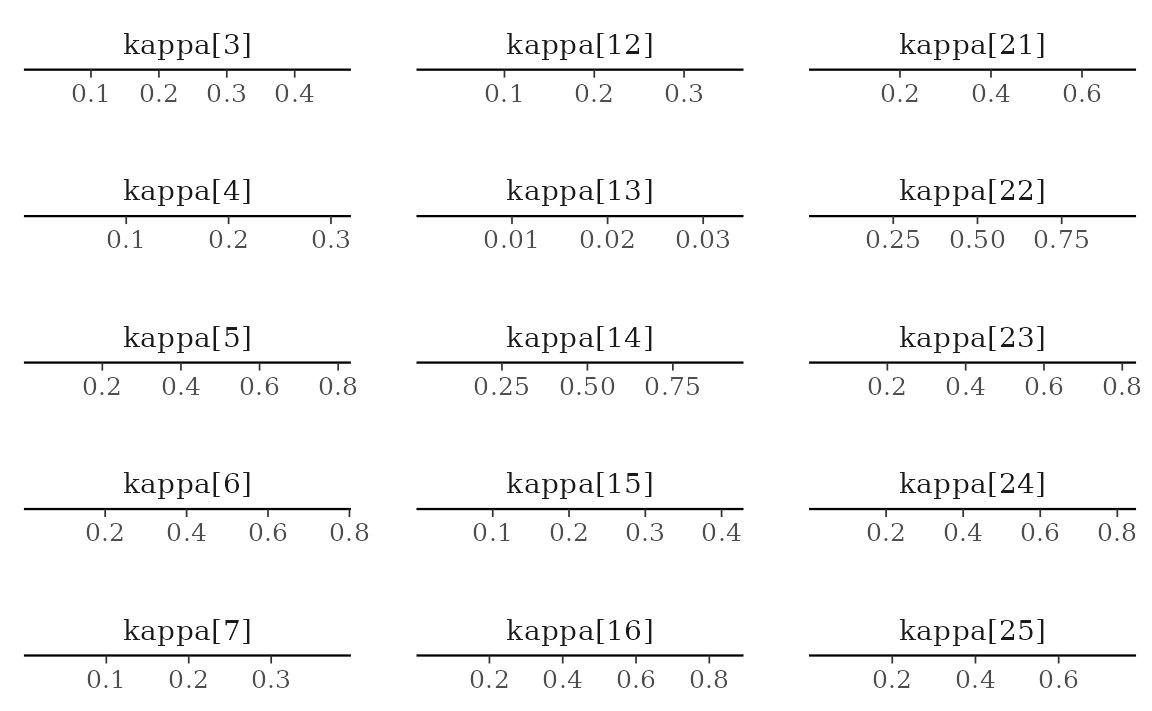 kappa[3] kappa[12] kappa[21]
0.1 0.2 0.3 0.4 0.1 0.2 0.3 0.2 0.4 0.6
kappa[4] kappa[13] kappa[22]
0.1 0.2 0.3 0.01 0.02 0.03 0.25 0.50 0.75
kappa[5] kappa[14] kappa[23]
0.2 0.4 0.6 0.8 0.25 0.50 0.75 0.2 0.4 0.6 0.8
kappa[6] kappa[15] kappa[24]
0.2 0.4 0.6 0.8 0.1 0.2 0.3 0.4 0.2 0.4 0.6 0.8
kappa[7] kappa[16] kappa[25]
0.1 0.2 0.3 0.2 0.4 0.6 0.8 0.2 0.4 0.6